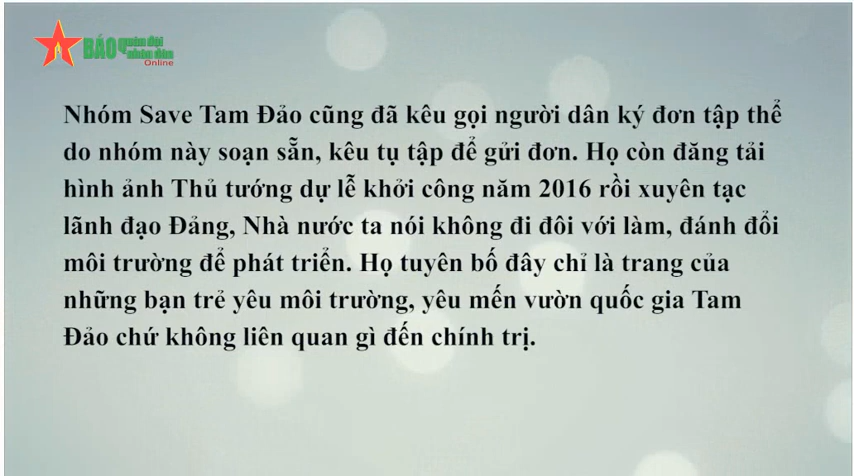 BÁO quân đội
nhân dân
Online
Nhóm Save Tam Đảo cũng đã kêu gọi người dân ký đơn tập thể
do nhóm này soạn sẵn, kêu tụ tập để gửi đơn. Họ còn đăng tải
hình ảnh Thủ tướng dự lễ khởi công năm 2016 rồi xuyên tạc
lãnh đạo Đảng, Nhà nước ta nói không đi đôi với làm, đánh đổi
môi trường để phát triển. Họ tuyên bố đây chỉ là trang của
những bạn trẻ yêu môi trường, yêu mến vườn quốc gia Tam
Đảo chứ không liên quan gì đến chính trị.